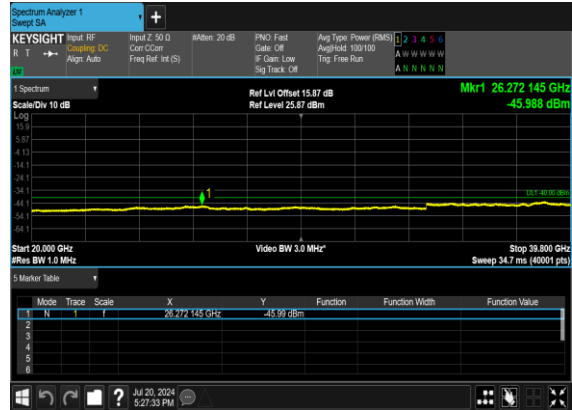 Spectrum Analyzer 1
Swept SA
+
KEYSIGHT Input: RF Input Z: 50 Ω #Atten: 20 dB PNO: Fast Avg Type: Power (RMS) 1 2 3 4 5 6
R T Coupling: DC Corr CCorr Gate: Off Avg|Hold: 100/100 A W W W W W
Align: Auto Freq Ref: Int (S) IF Gain: Low Trig: Free Run
Sig Track: Off A N N N N N
1 Spectrum Ref Lvl Offset 15.87 dB Mkr1 26.272 145 GHz
Scale/Div 10 dB Ref Level 25.87 dBm -45.988 dBm
Log
15.9
5.87
-4.13
-14.1
-24.1
-34.1 1 DL1 -40.00 dBm
-44.1
-54.1
-64.1
Start 20.000 GHz Video BW 3.0 MHz* Stop 39.800 GHz
#Res BW 1.0 MHz Sweep 34.7 ms (40001 pts)
5 Marker Table
Mode Trace Scale X Y Function Function Width Function Value
1 N 1 f 26.272 145 GHz -45.99 dBm
2
3
4
5
6
? Jul 20, 2024
5:27:33 PM